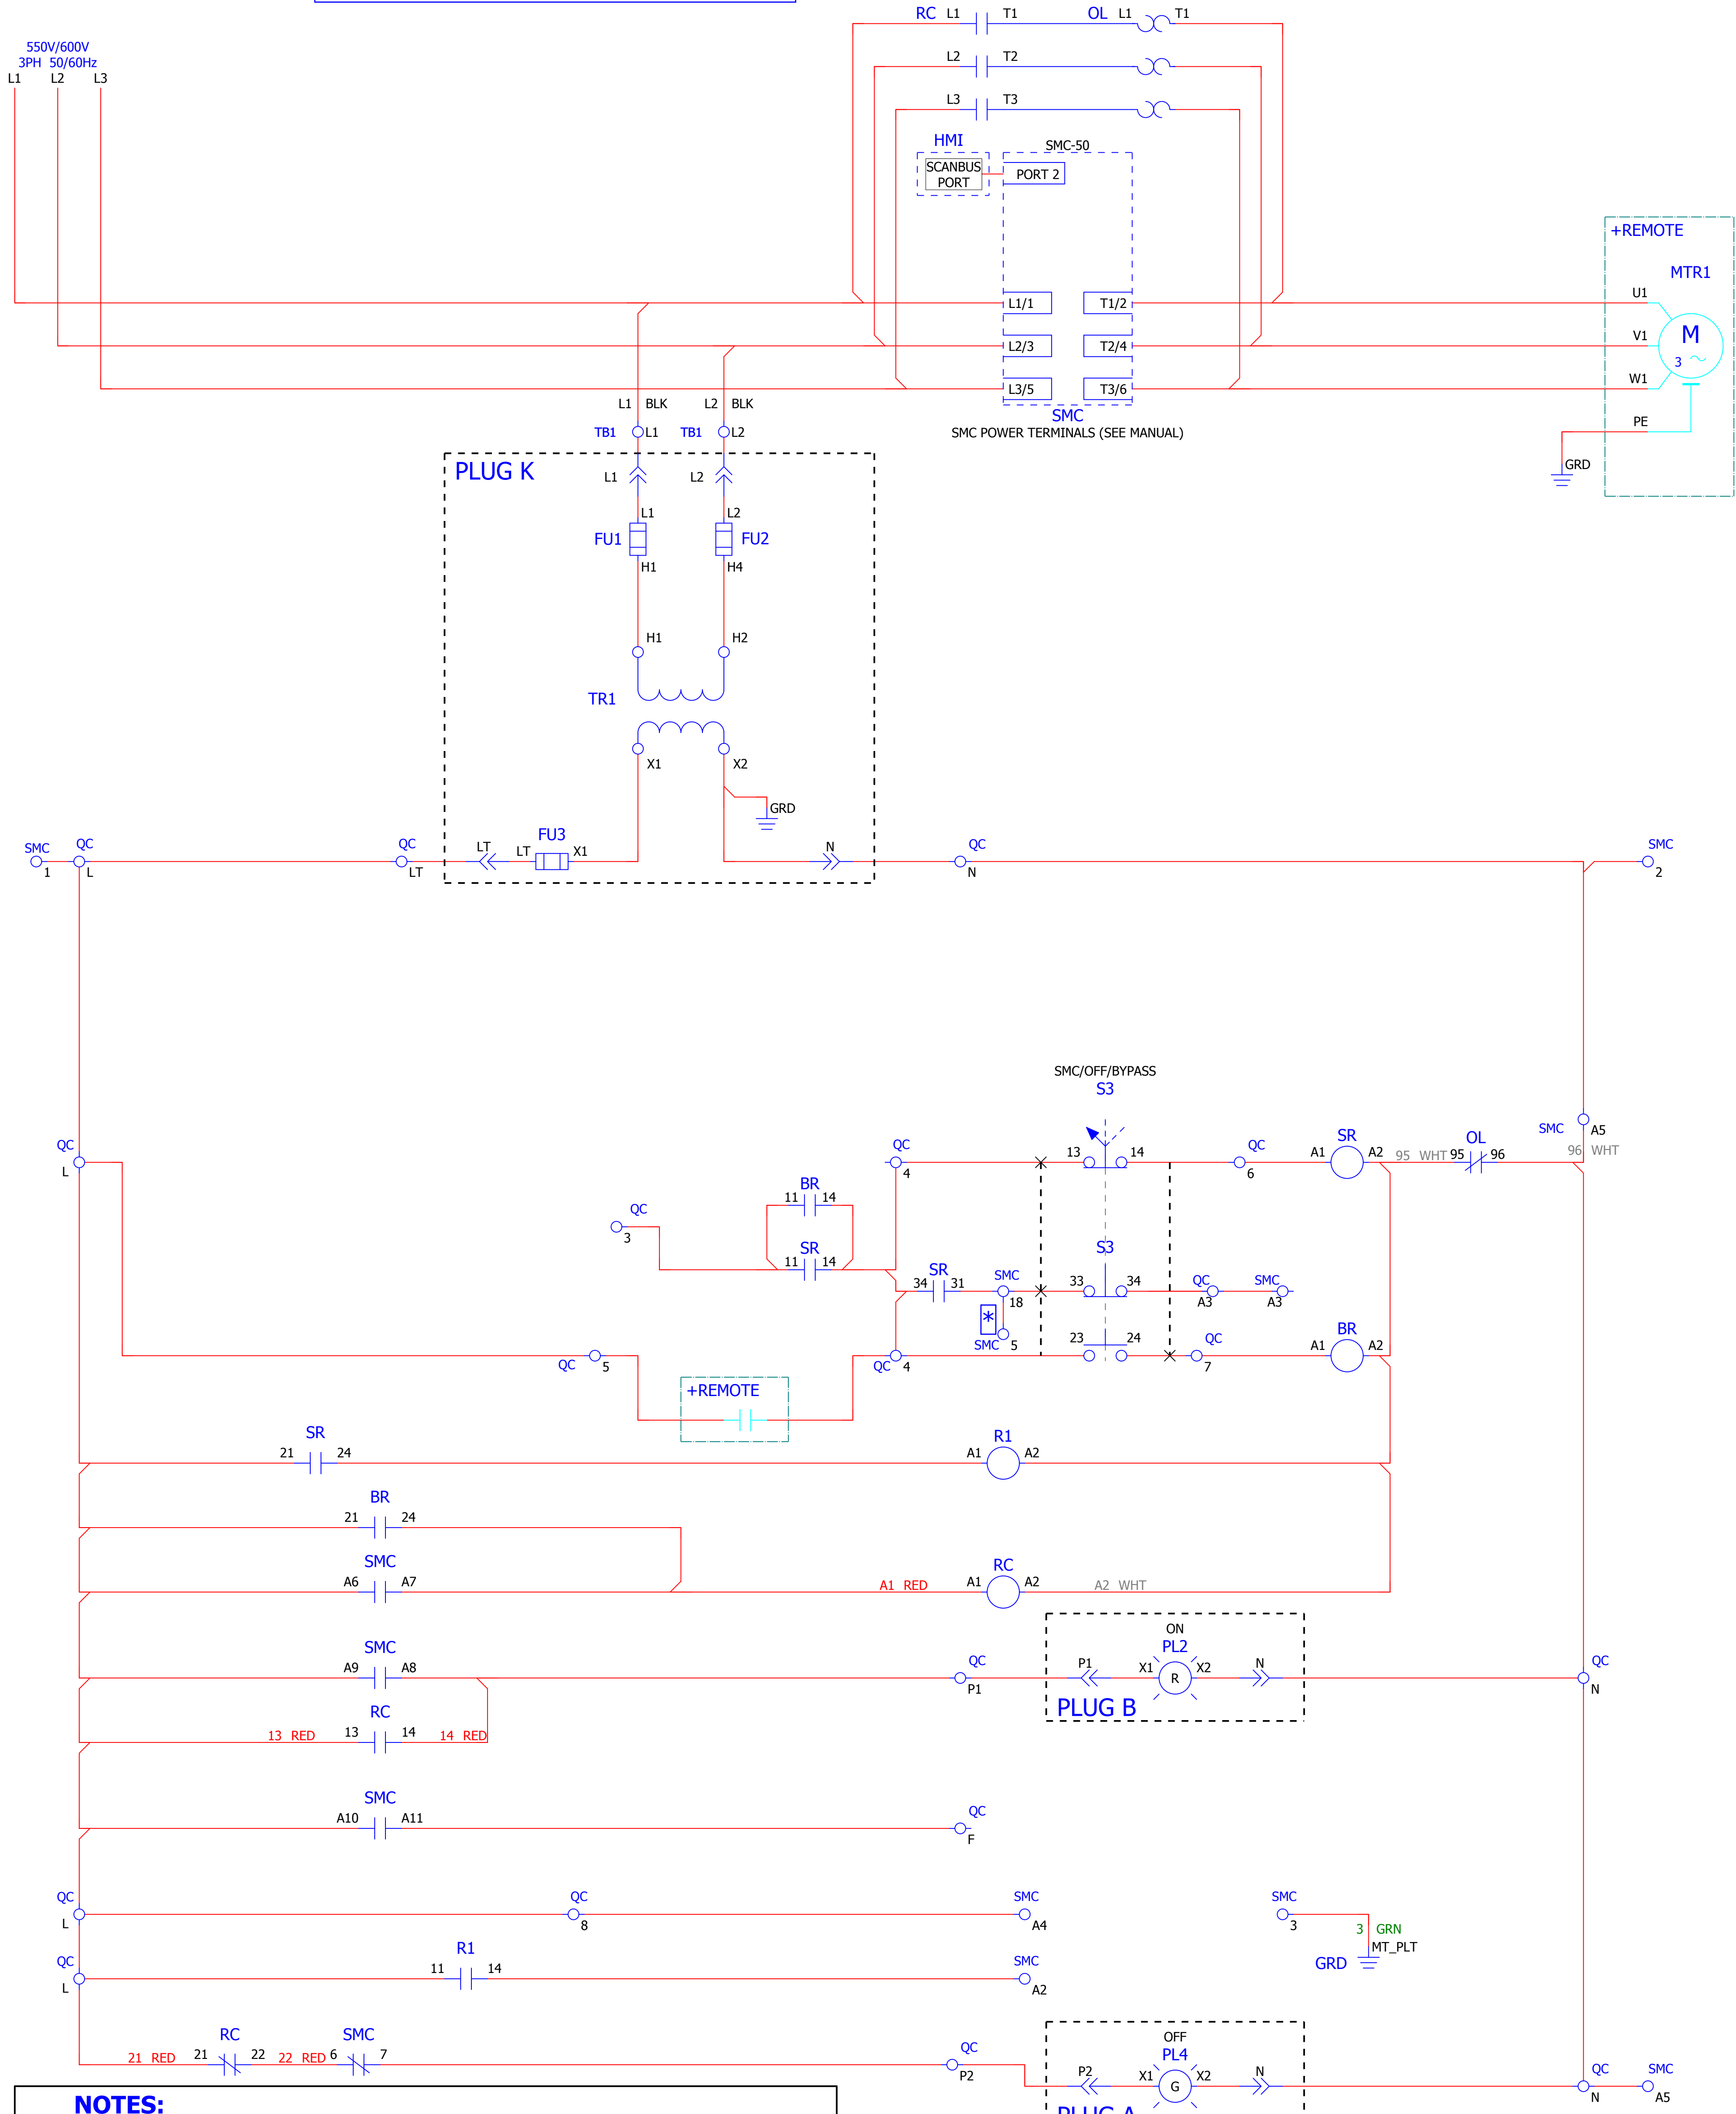 RC L1 T1 OL L1 T1
550V/600V
3PH 50/60Hz
L1 L2 L3
L2 T2
L3 T3
HMI
SMC-50
SCANBUS
PORT
PORT 2
+REMOTE
MTR1
L1/1 T1/2 U1
L2/3 T2/4 V1
M
3
L3/5 T3/6 W1
L1 BLK L2 BLK
SMC
SMC POWER TERMINALS (SEE MANUAL)
TB1 L1 TB1 L2
PE
GRD
PLUG K
L1 L2
L1 L2
FU1 FU2
H1 H4
H1 H2
TR1
X1 X2
GRD
SMC QC QC FU3 QC SMC
LT LT X1 N
1 L LT N 2
SMC/OFF/BYPASS
S3
SMC A5
QC QC 13 14 QC SR OL
A1 A2 95 WHT 95 96 96 WHT
L 4 6
BR
11 14
QC
3
SR S3
11 14
SR SMC
34 31 33 34 QC SMC
18 A3 A3
*
SMC 5
23 24 QC BR
A1 A2
QC 5 QC 4 7
+REMOTE
SR R1
21 24 A1 A2
BR
21 24
SMC RC
A6 A7 A1 RED A1 A2 A2 WHT
ON
SMC PL2
A9 A8 QC P1 X1 R X2 N QC
P1 N
PLUG B
RC
13 RED 13 14 14 RED
SMC
A10 A11 QC
F
QC QC SMC SMC
L 8 A4 3
3 GRN
MT_PLT
GRD
QC R1 SMC
11 14
L A2
RC SMC OFF
21 RED 21 22 22 RED 6 7 QC PL4
P2 P2 X1 G X2 N QC SMC
N A5
NOTES:
PLUG A